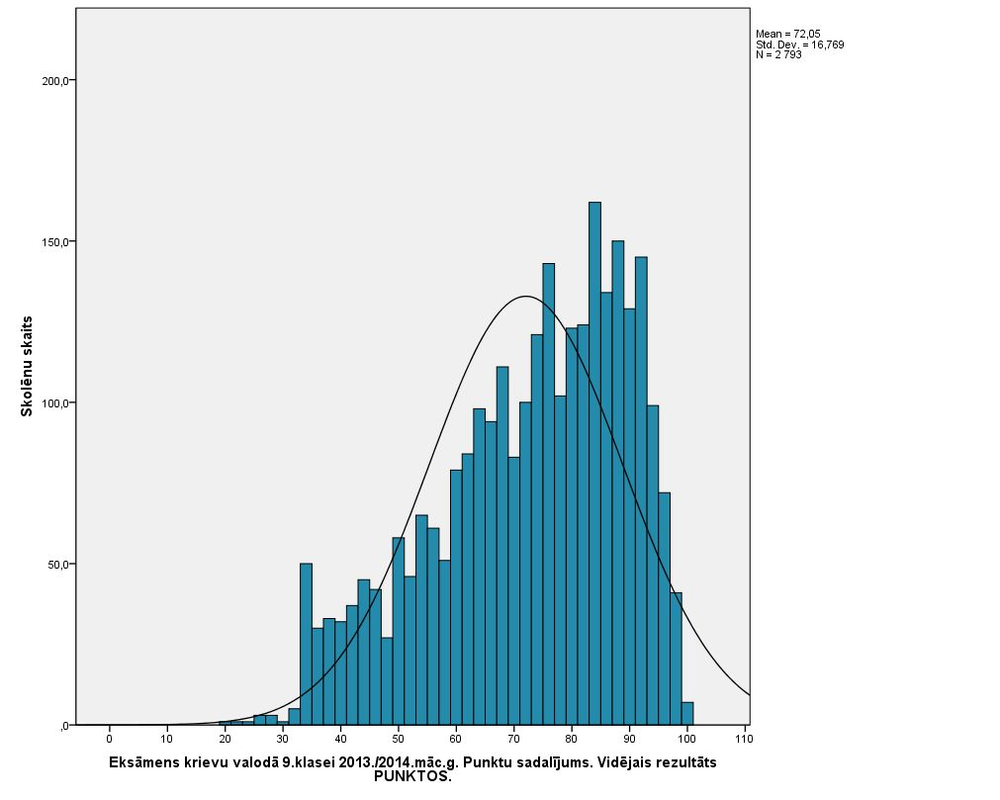 Mean = 72,05
Std. Dev. = 16,769
N = 2 793
200,0
150,0
100,0
50,0
,0
Skolēnu skaits
0 10 20 30 40 50 60 70 80 90 100 110
Eksāmens krievu valodā 9.klasei 2013./2014.māc.g. Punktu sadalījums. Vidējais rezultāts
PUNKTOS.